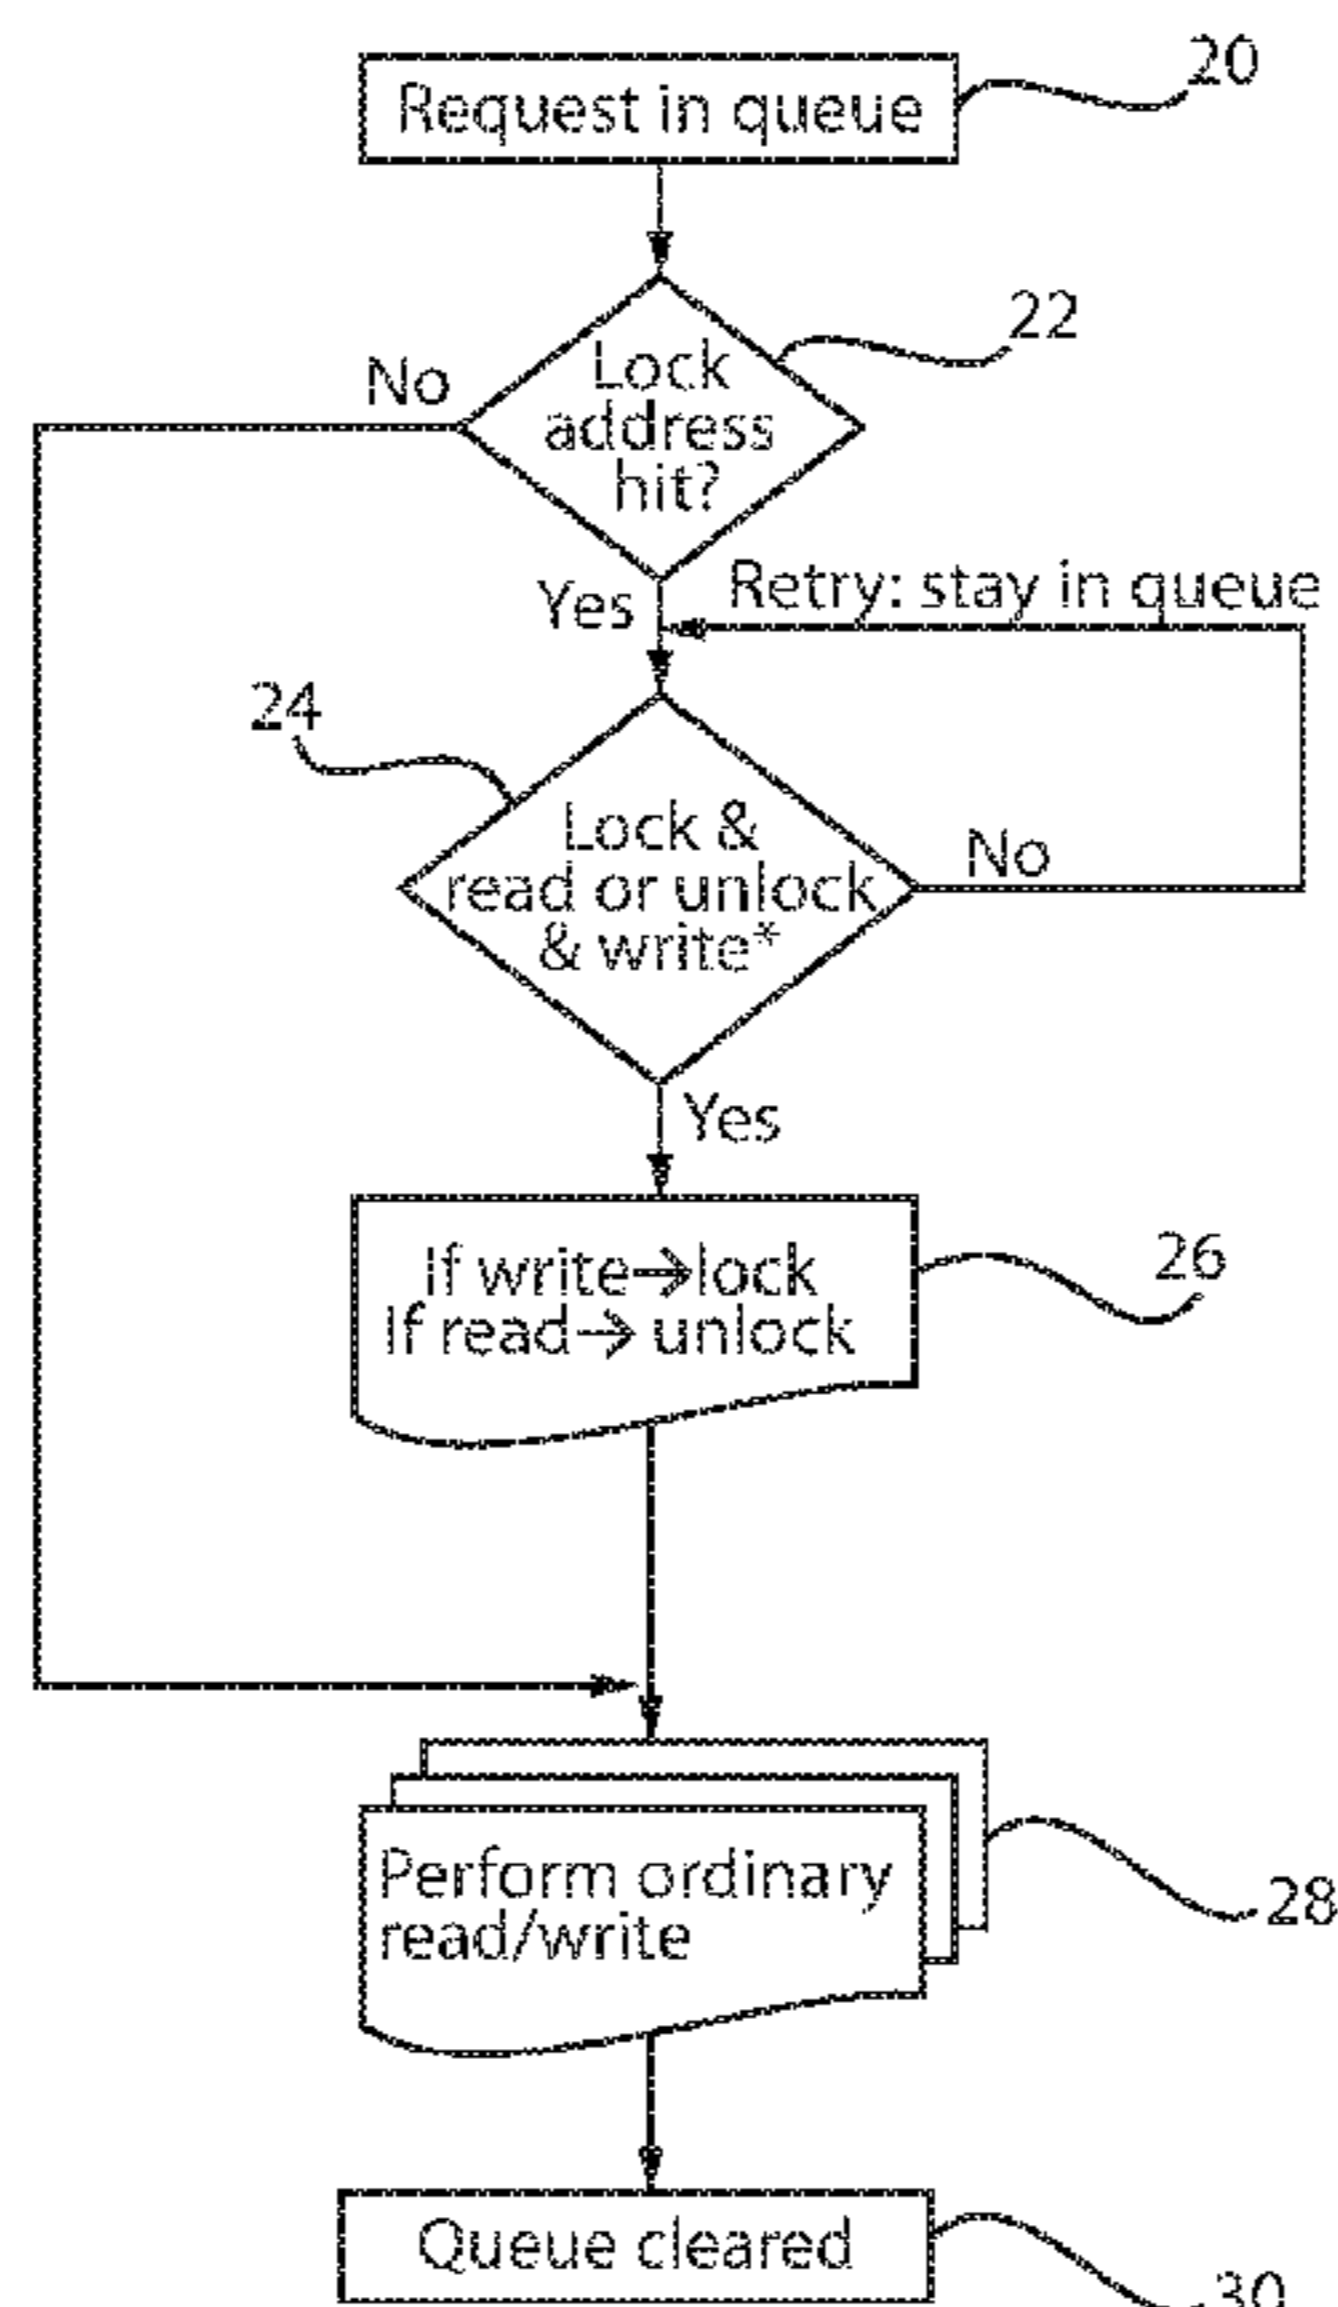 Request in queue
20
Lock
address
hit?
22
No
Yes
Retry: stay in queue
24
Lock &
read or unlock
& write*
No
Yes
If write→lock
If read→ unlock
26
Perform ordinary
read/write
28
Queue cleared
30